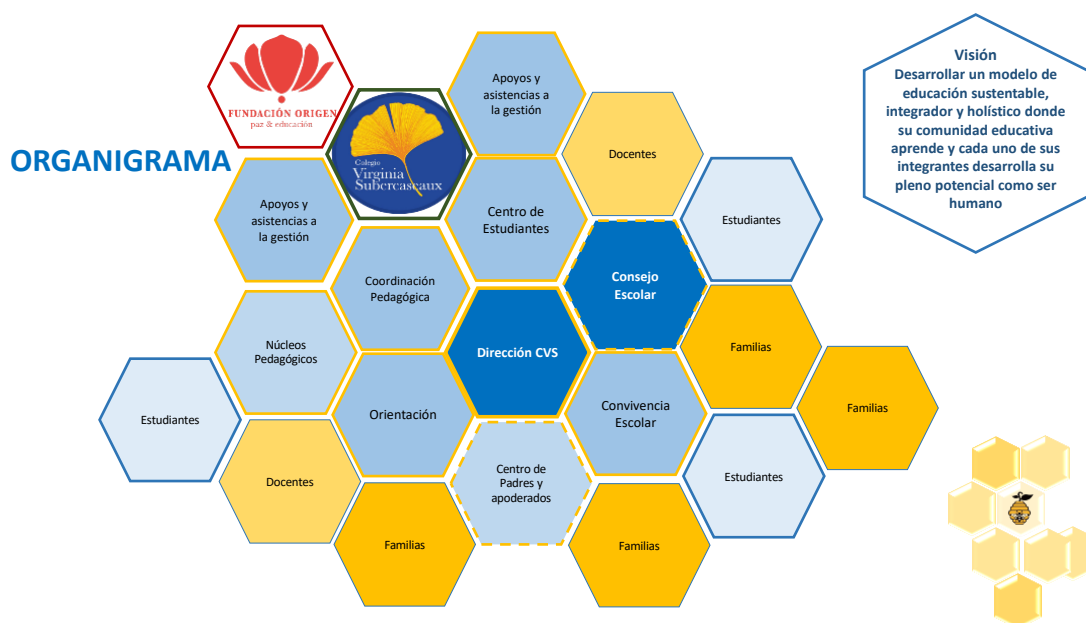 ORGANIGRAMA
FUNDACIÓN ORIGEN
paz & educación
Colegio
Virginia
Subercaseaux
Apoyos y
asistencias a
la gestión
Docentes
Visión
Desarrollar un modelo de
educación sustentable,
integrador y holístico donde
su comunidad educativa
aprende y cada uno de sus
integrantes desarrolla su
pleno potencial como ser
humano
Apoyos y
asistencias a
la gestión
Centro de
Estudiantes
Estudiantes
Coordinación
Pedagógica
Consejo
Escolar
Núcleos
Pedagógicos
Dirección CVS
Familias
Estudiantes
Orientación
Convivencia
Escolar
Familias
Docentes
Centro de
Padres y
apoderados
Estudiantes
Familias
Familias